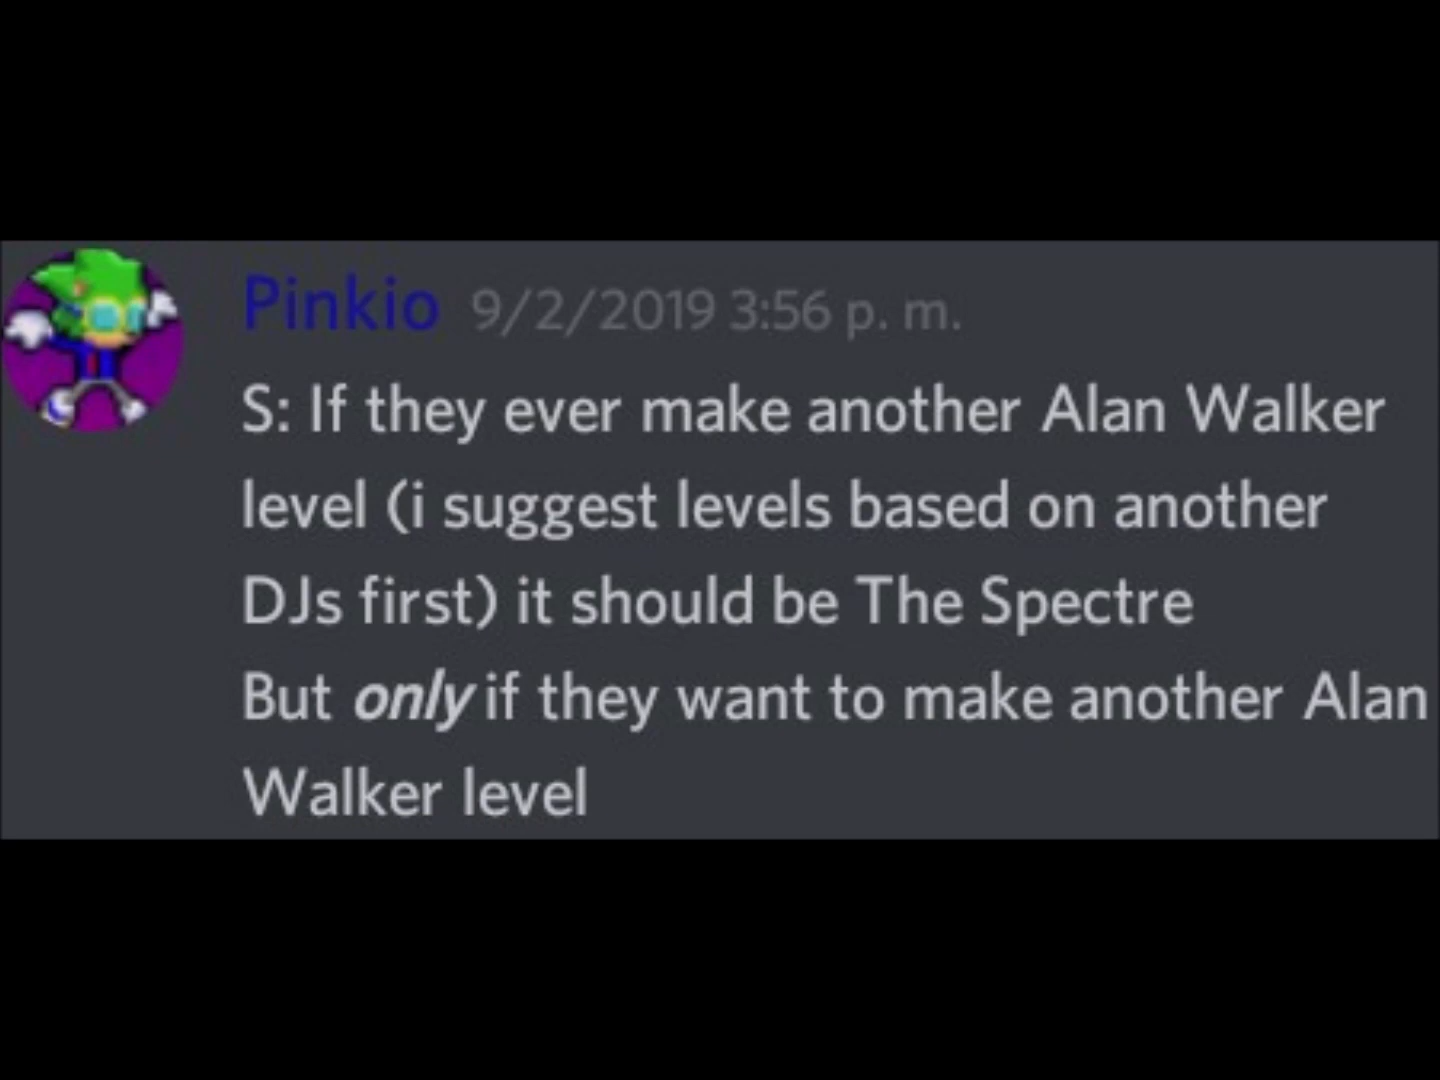 Pinkio 9/2/2019 3:56 p. m.
S: If they ever make another Alan Walker
level (i suggest levels based on another
DJs first) it should be The Spectre
But only if they want to make another Alan
Walker level